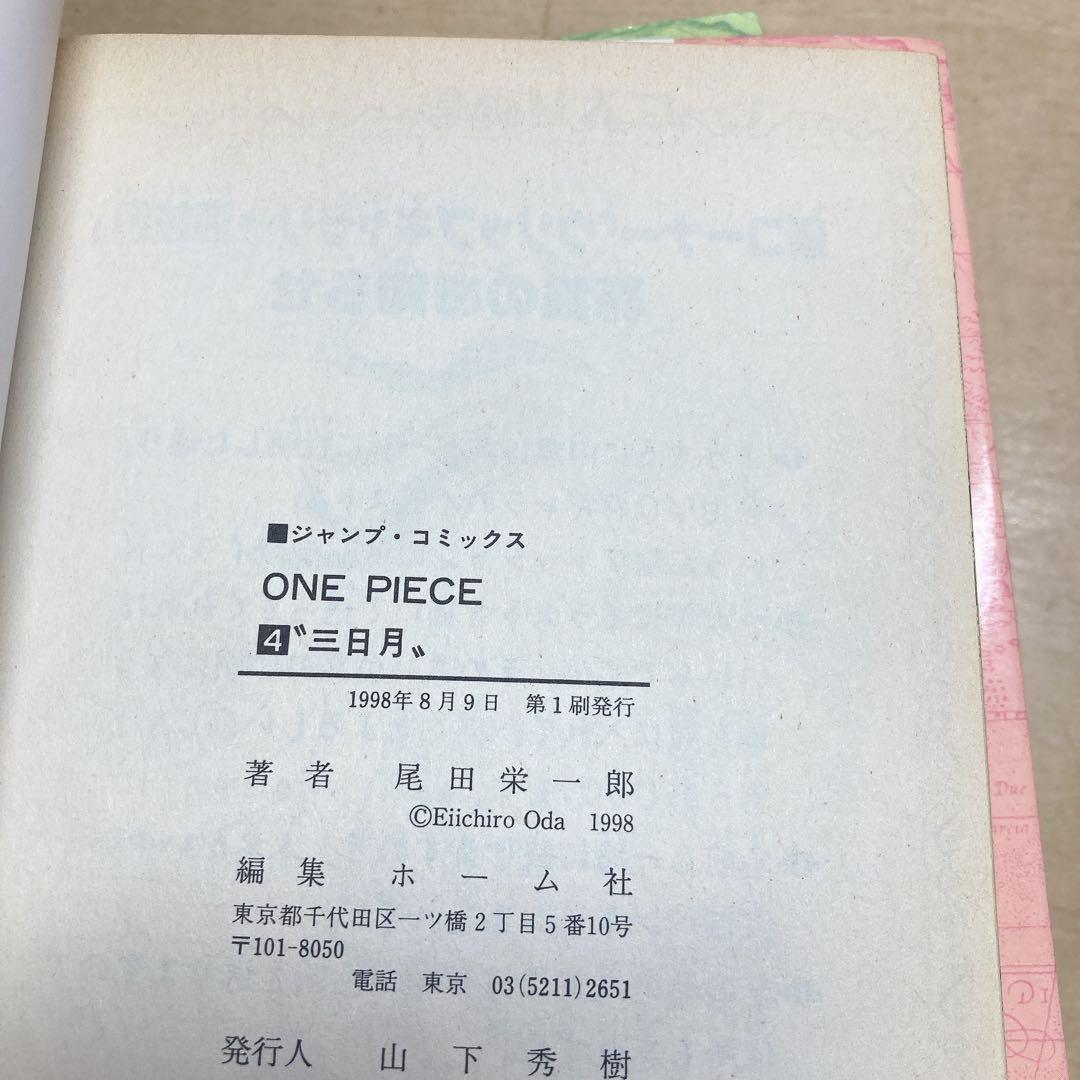 ■ジャンプ・コミックス
ONE PIECE
4〝三日月〟
1998年8月9日 第1刷発行
著者 尾田栄一郎
©Eiichiro Oda 1998
編集 ホーム社
東京都千代田区一ツ橋2丁目5番10号
〒101-8050
電話 東京 03(5211)2651
発行人 山下秀樹
Due